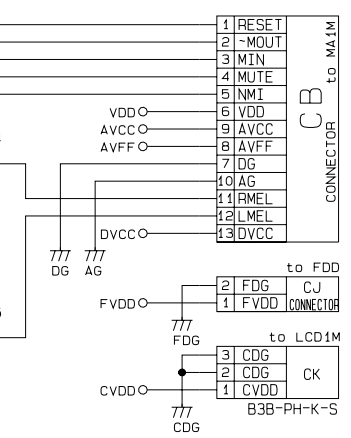 1 RESET
2 ~MOUT
3 MIN
4 MUTE
5 NMI
VDD 6 VDD
AVCC 9 AVCC
AVFF 8 AVFF
7 DG
10 AG
11 RMEL
12 LMEL
DVCC 13 DVCC
CB
CONNECTOR to MA1M
DG AG
to FDD
2 FDG CJ
FVDD 1 FVDD CONNECTOR
FDG
to LCD1M
3 CDG
2 CDG CK
CVDD 1 CVDD
B3B-PH-K-S
CDG